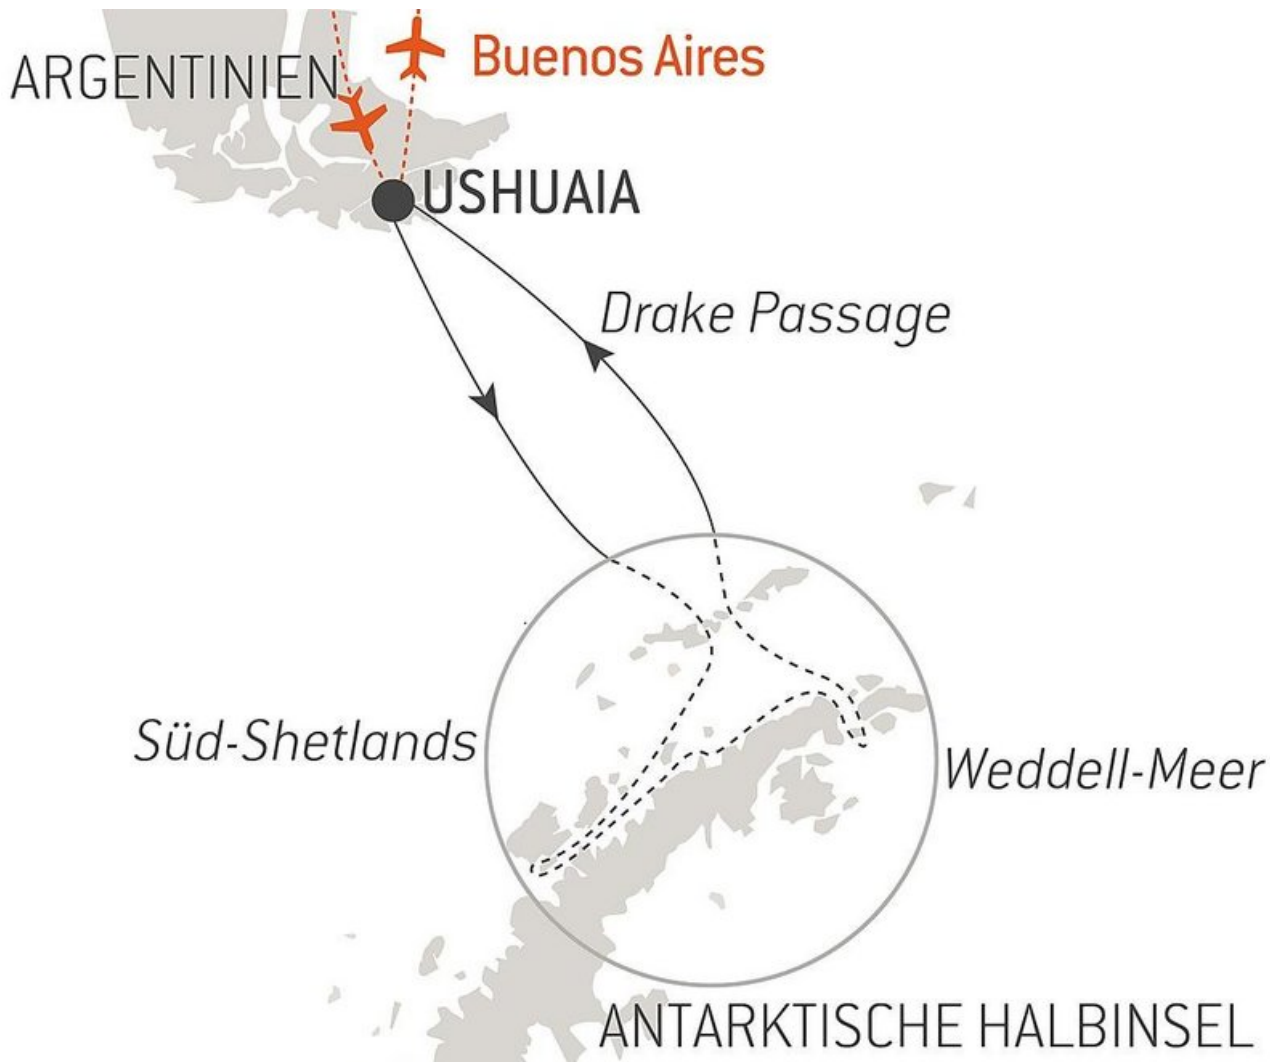 Buenos Aires
ARGENTINIEN
USHUAIA
Drake Passage
Süd-Shetlands
Weddell-Meer
ANTARKTISCHE HALBINSEL